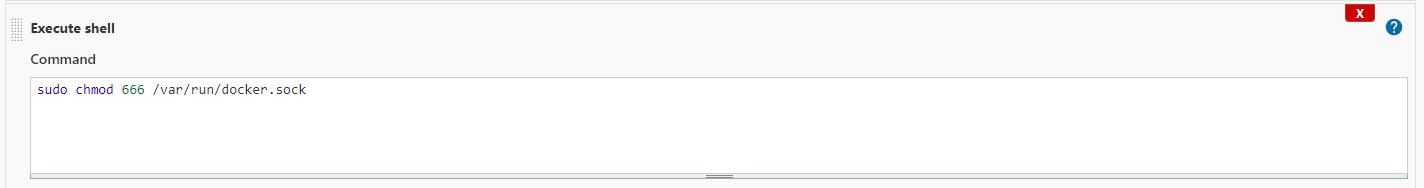 X
Execute shell
?
Command
sudo chmod 666 /var/run/docker.sock